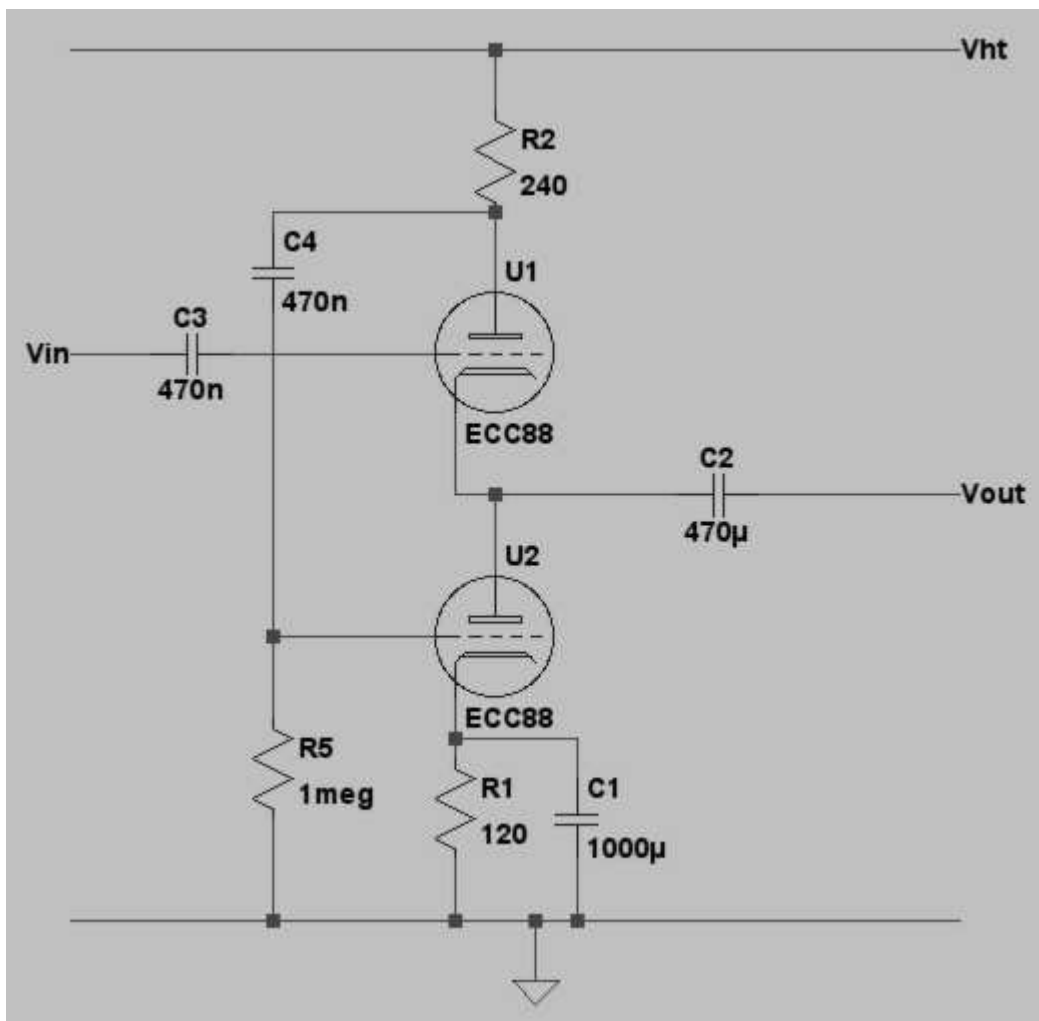 Vht
R2
240
C4
470n
U1
C3
Vin
470n
ECC88
C2
Vout
470µ
U2
ECC88
R5
1meg
R1
120
C1
1000µ